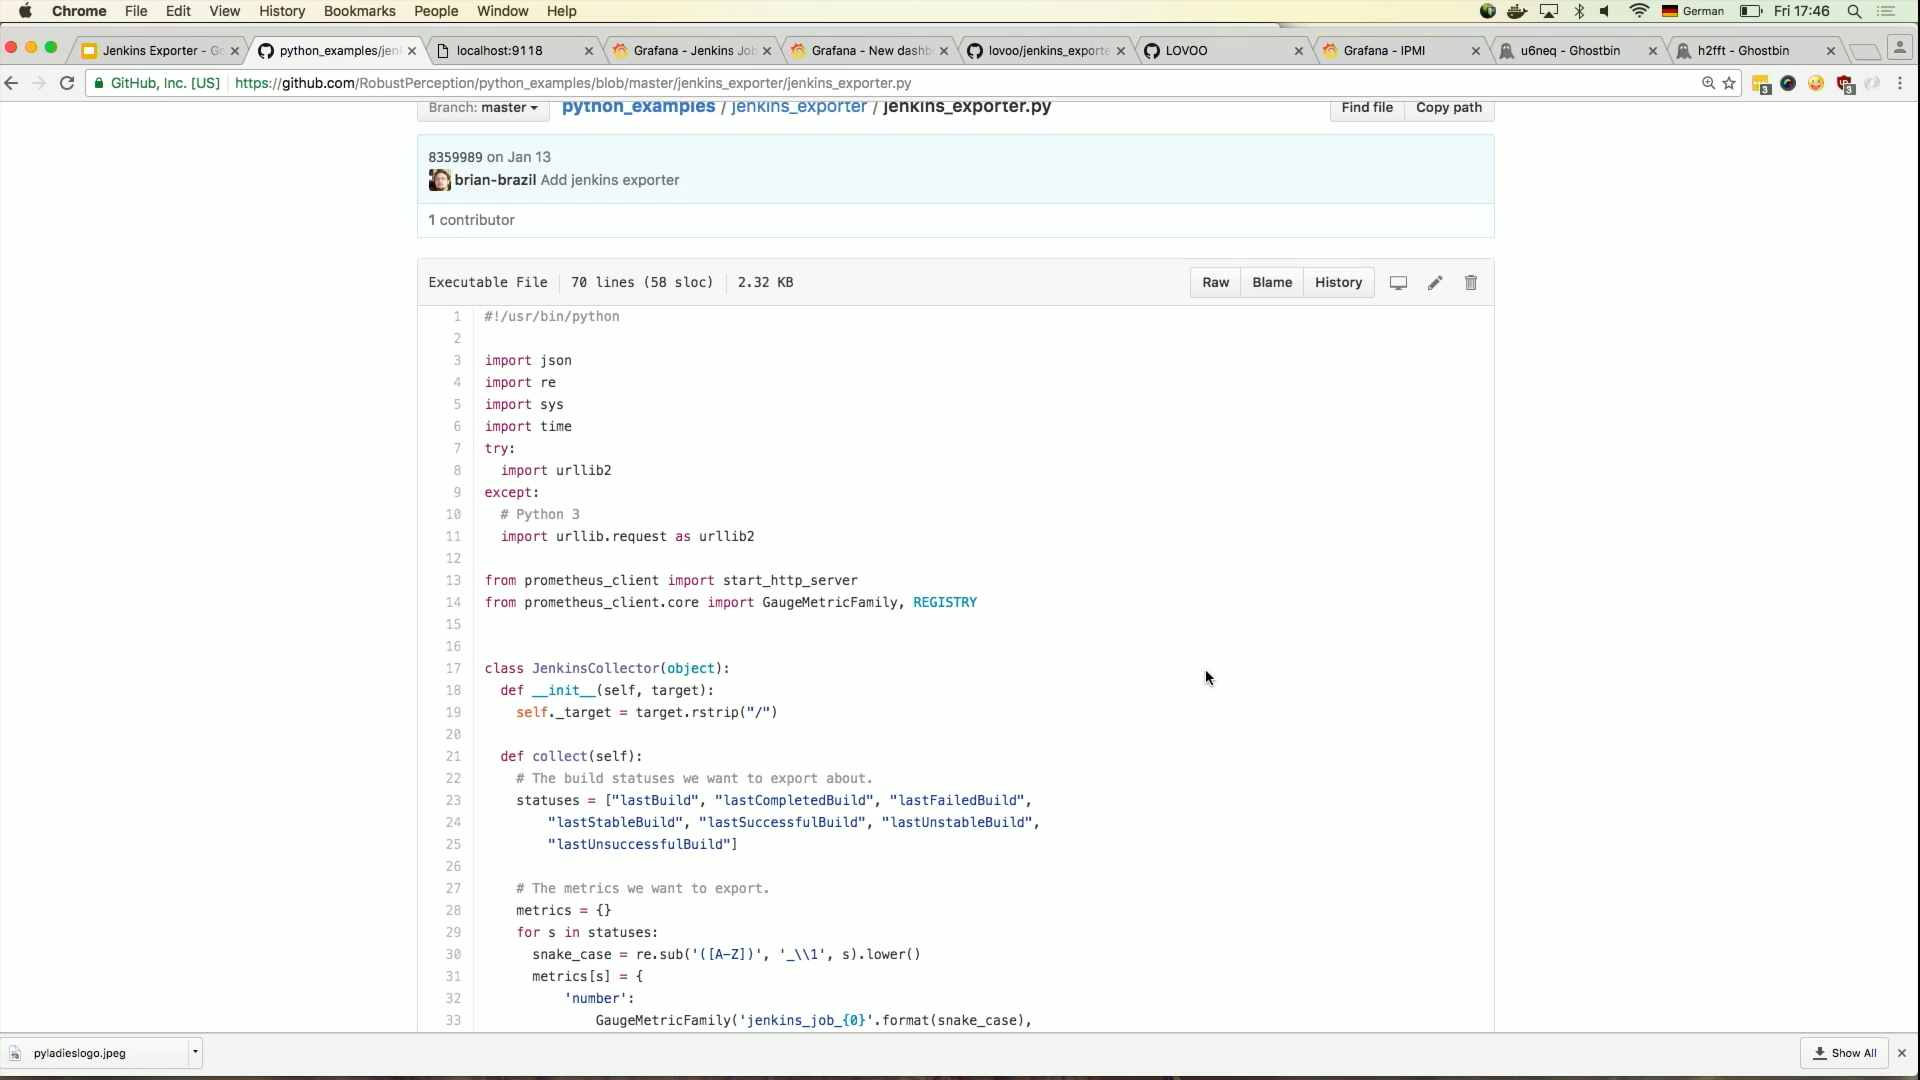 Chrome File Edit View History Bookmarks People Window Help German Fri 17:46
Jenkins Exporter - Go python_examples/jen localhost:9118 Grafana - Jenkins Job Grafana - New dashb lovoo/jenkins_exporte LOVOO Grafana - IPMI u6neq - Ghostbin h2fft - Ghostbin
GitHub, Inc. [US] https://github.com/RobustPerception/python_examples/blob/master/jenkins_exporter/jenkins_exporter.py 3 3
Branch: master python_examples / jenkins_exporter / jenkins_exporter.py Find file Copy path
8359989 on Jan 13
brian-brazil Add jenkins exporter
1 contributor
Executable File 70 lines (58 sloc) 2.32 KB Raw Blame History
1 #!/usr/bin/python
2
3 import json
4 import re
5 import sys
6 import time
7 try:
8 import urllib2
9 except:
10 # Python 3
11 import urllib.request as urllib2
12
13 from prometheus_client import start_http_server
14 from prometheus_client.core import GaugeMetricFamily, REGISTRY
15
16
17 class JenkinsCollector(object):
18 def __init__(self, target):
19 self._target = target.rstrip("/")
20
21 def collect(self):
22 # The build statuses we want to export about.
23 statuses = ["lastBuild", "lastCompletedBuild", "lastFailedBuild",
24 "lastStableBuild", "lastSuccessfulBuild", "lastUnstableBuild",
25 "lastUnsuccessfulBuild"]
26
27 # The metrics we want to export.
28 metrics = {}
29 for s in statuses:
30 snake_case = re.sub('([A-Z])', '_\\1', s).lower()
31 metrics[s] = {
32 'number':
33 GaugeMetricFamily('jenkins_job_{0}'.format(snake_case),
pyladieslogo.jpeg Show All